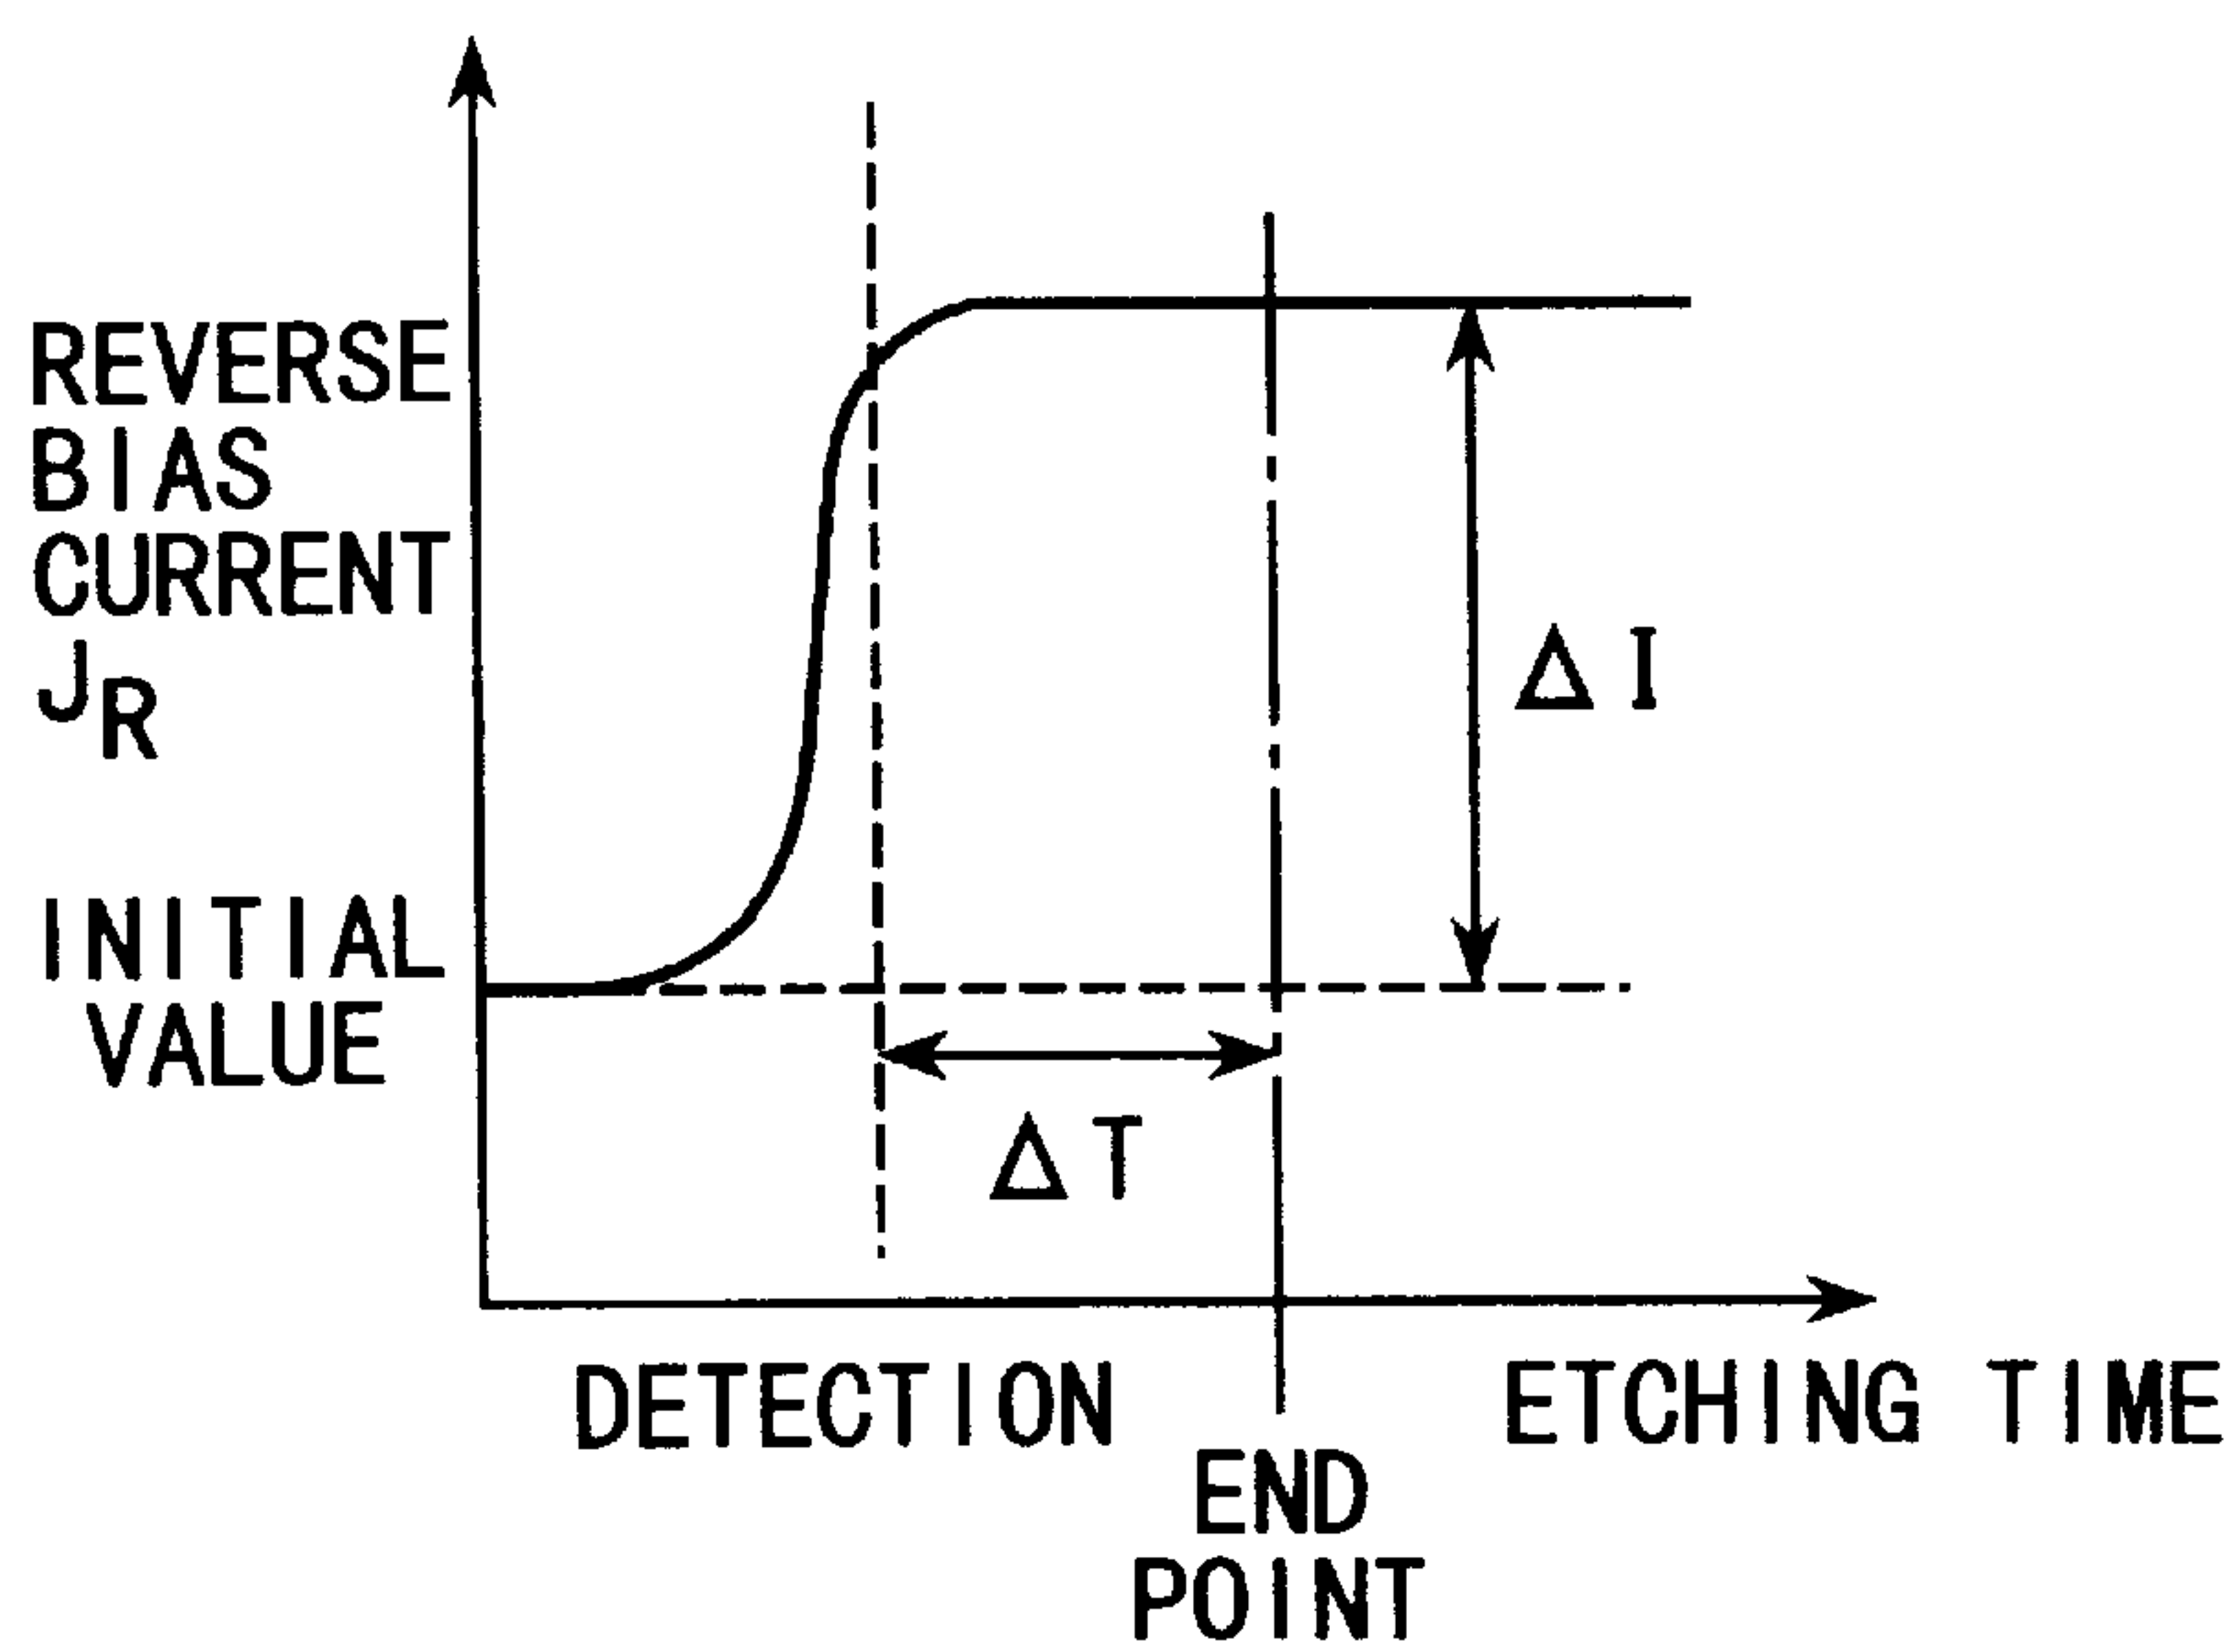 REVERSE
BIAS
CURRENT
JR
INITIAL
VALUE
ΔI
ΔT
DETECTION
END
POINT
ETCHING TIME